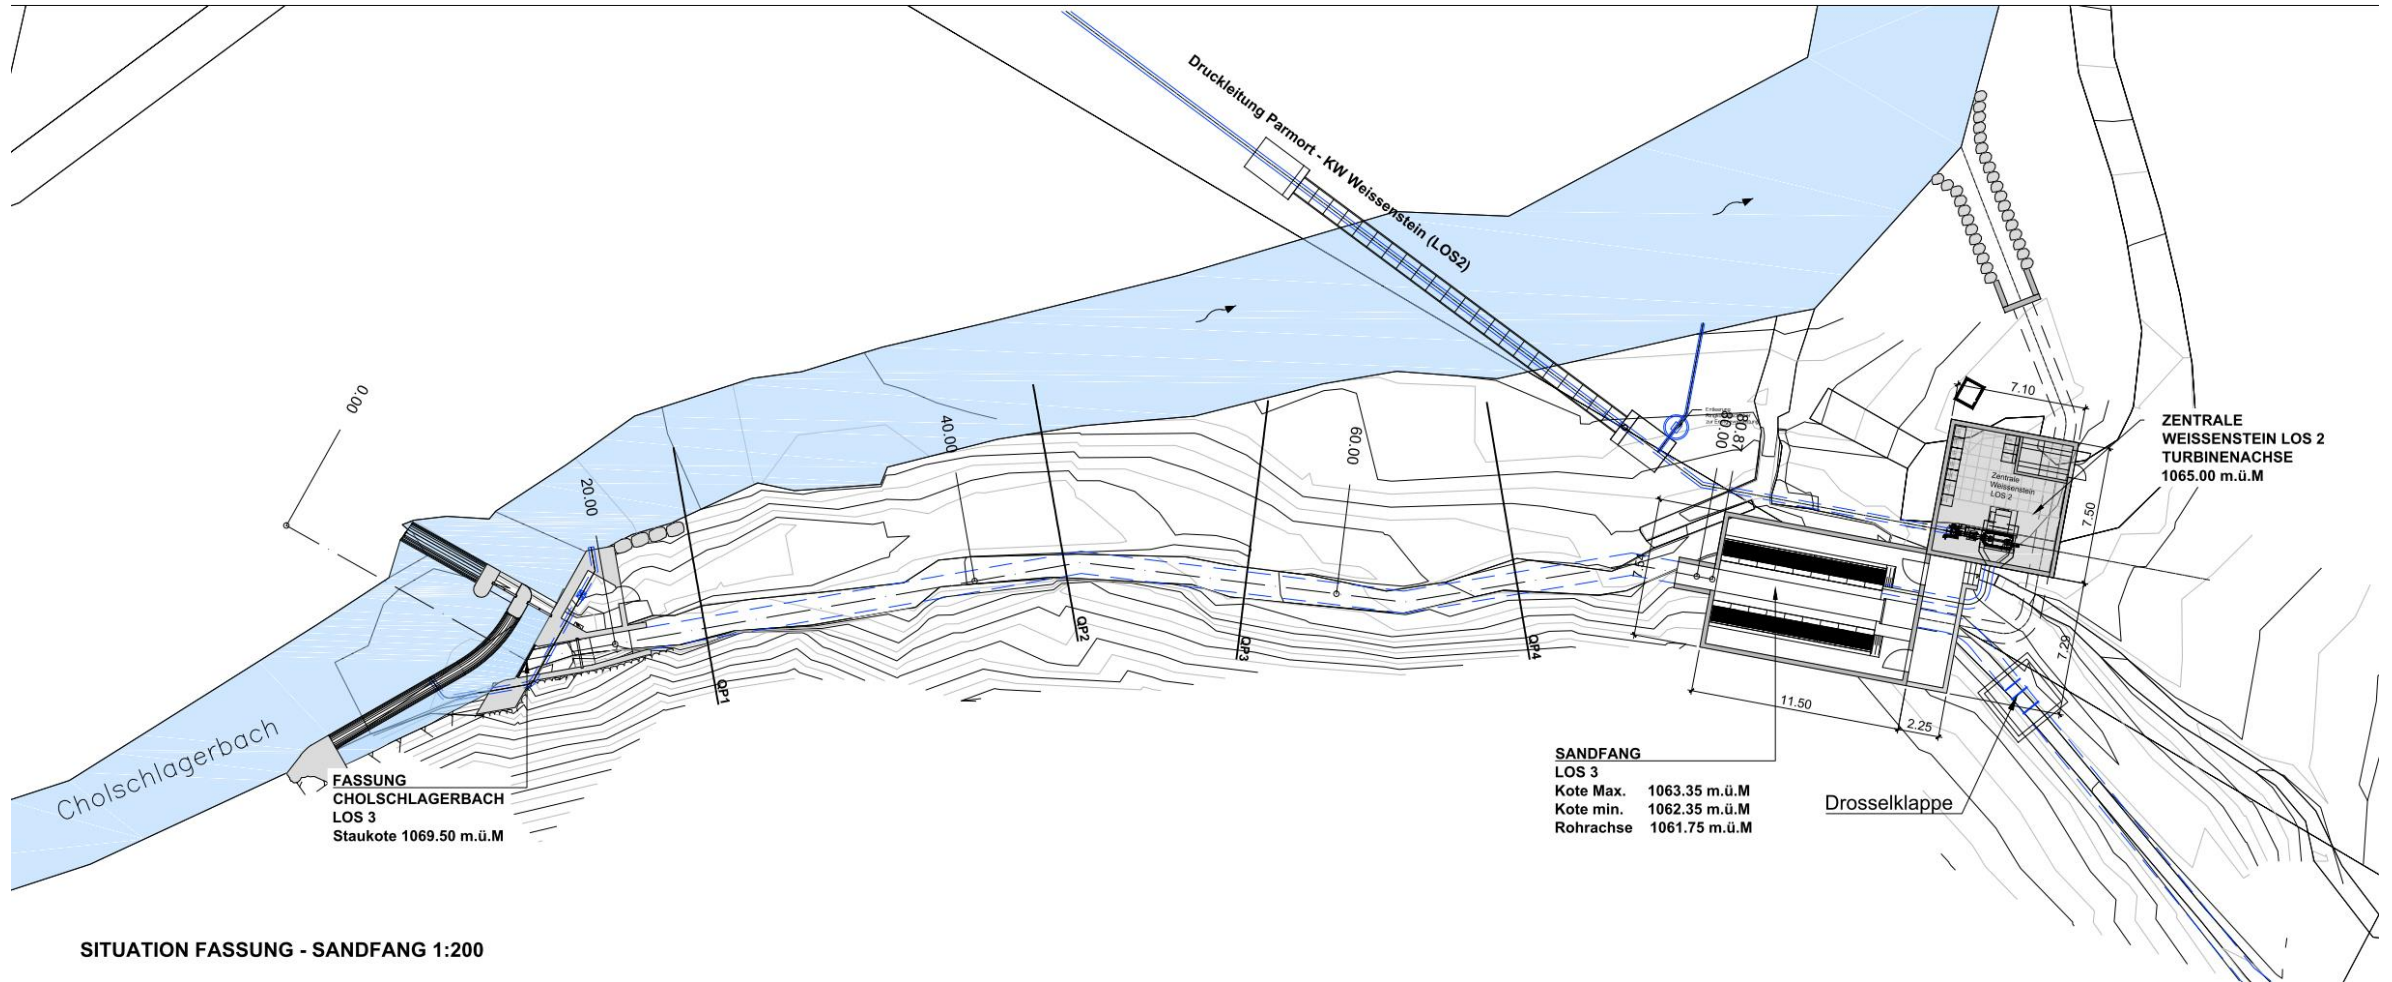 Druckleitung Parmort - KW Weissenstein (LOS2)
0.00
20.00
40.00
60.00
80.00
80.87
QP1
QP2
QP3
QP4
7.10
7.50
7.29
11.50
2.25
Zentrale
Weissenstein
LOS 2
ZENTRALE
WEISSENSTEIN LOS 2
TURBINENACHSE
1065.00 m.ü.M
Cholschlagerbach
FASSUNG
CHOLSCHLAGERBACH
LOS 3
Staukote 1069.50 m.ü.M
SANDFANG
LOS 3
Kote Max. 1063.35 m.ü.M
Kote min. 1062.35 m.ü.M
Rohrachse 1061.75 m.ü.M
Drosselklappe
SITUATION FASSUNG - SANDFANG 1:200